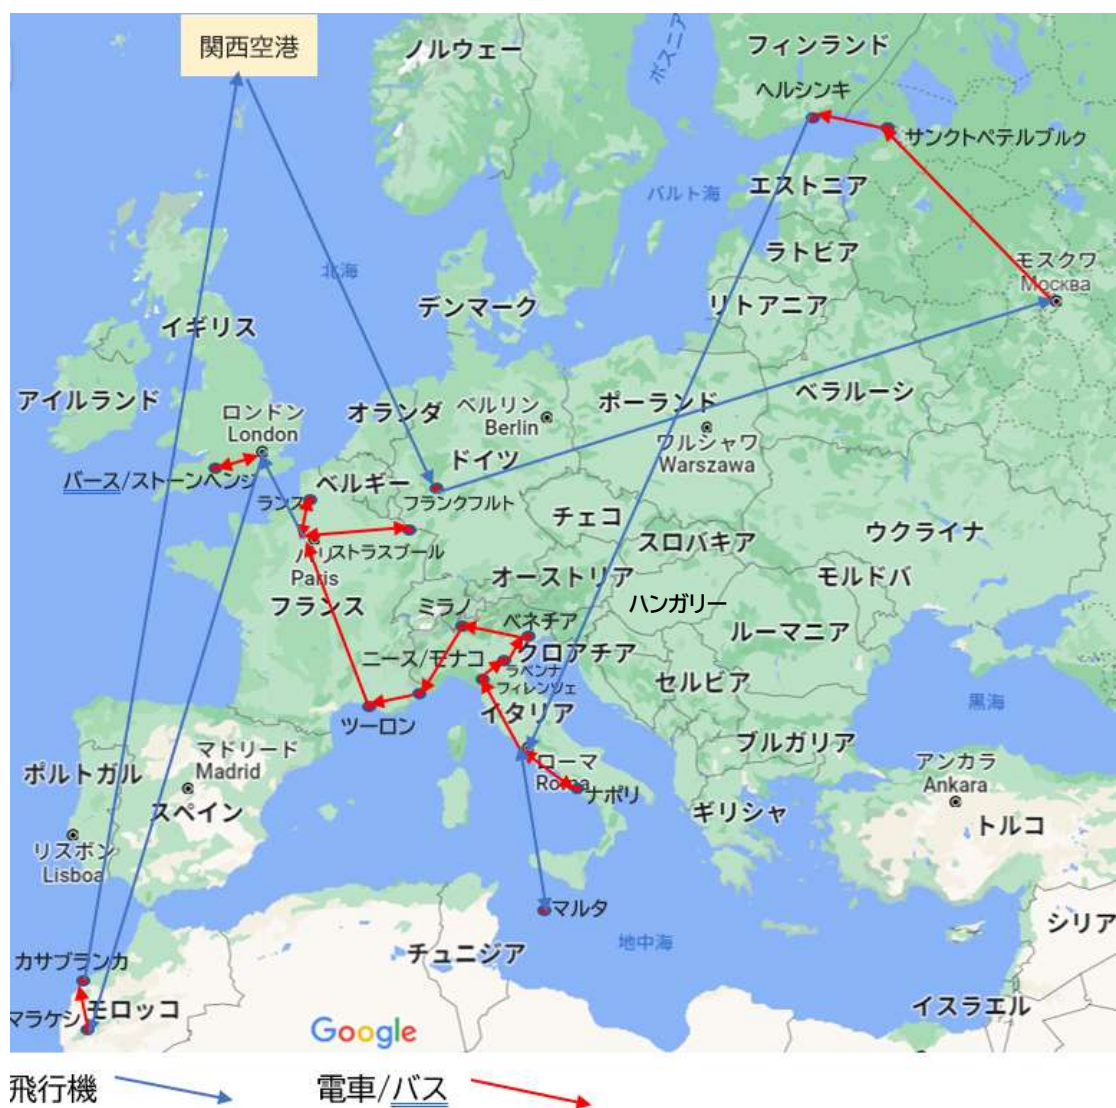 関西空港
ノルウェー
ボスニア
フィンランド
ヘルシンキ
サンクトペテルブルク
エストニア
バルト海
ラトビア
北海
モスクワ
Москва
デンマーク
リトアニア
イギリス
アイルランド
ロンドン
London
オランダ
ベルリン
Berlin
ポーランド
ベラルーシ
ワルシャワ
Warszawa
ドイツ
バース/ストーンヘンジ
ランス
ベルギー
フランクフルト
チェコ
ウクライナ
パリ
Paris
ストラスブール
スロバキア
オーストリア
モルドバ
フランス
ミラノ
ベネチア
ハンガリー
ルーマニア
ニース/モナコ
クロアチア
ラベンナ
フィレンツェ
セルビア
イタリア
黒海
ツーロン
マドリード
Madrid
ポルトガル
ブルガリア
ローマ
Roma
アンカラ
Ankara
スペイン
ナポリ
ギリシャ
トルコ
リスボン
Lisboa
マルタ
シリア
地中海
チュニジア
カサブランカ
モロッコ
マラケシ
イスラエル
Google
飛行機
電車/バス